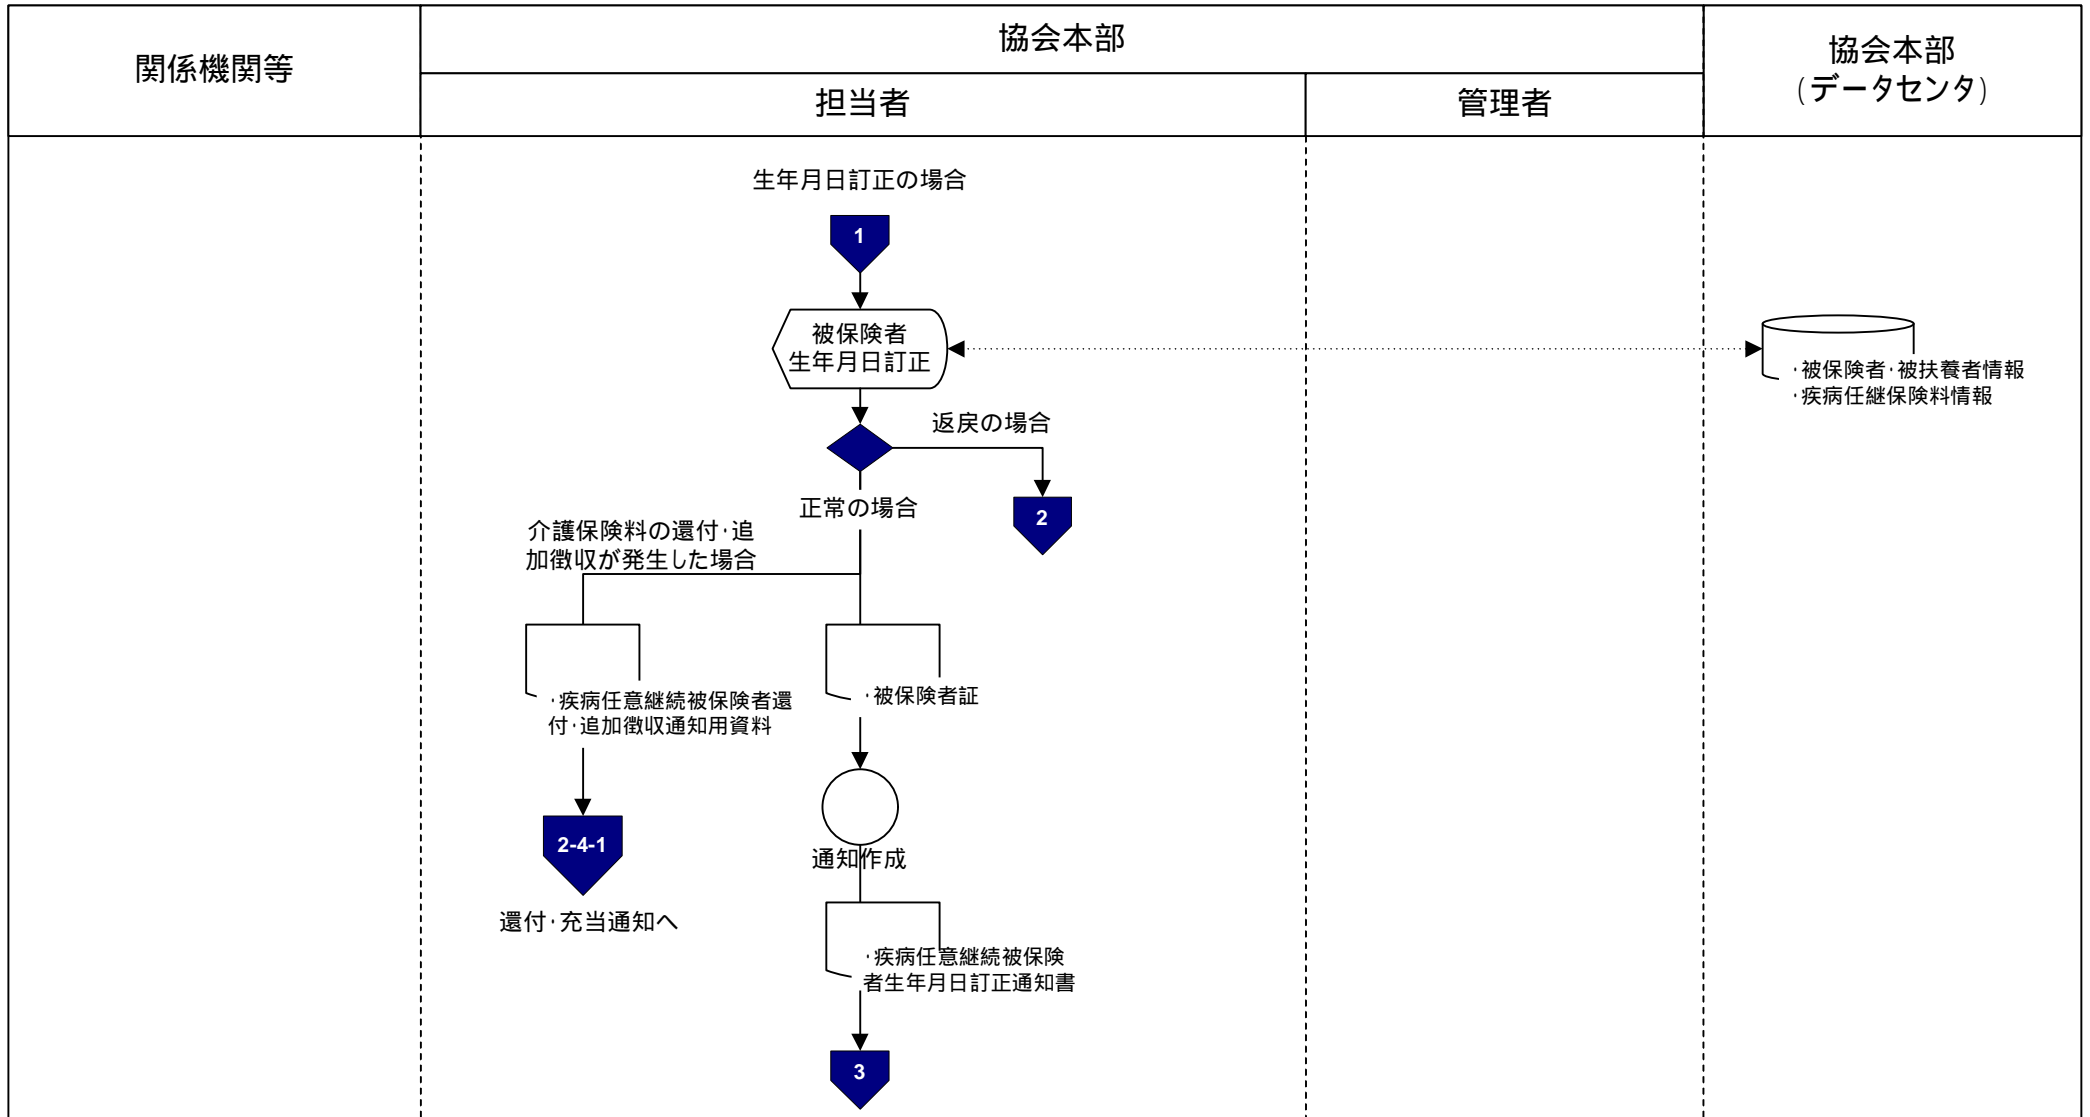 関係機関等
協会本部
担当者
管理者
協会本部
(データセンタ)
生年月日訂正の場合
1
被保険者
生年月日訂正
・被保険者・被扶養者情報
・疾病任継保険料情報
返戻の場合
正常の場合
2
介護保険料の還付・追
加徴収が発生した場合
・疾病任意継続被保険者還
付・追加徴収通知用資料
・被保険者証
2-4-1
還付・充当通知へ
通知作成
・疾病任意継続被保険
者生年月日訂正通知書
3